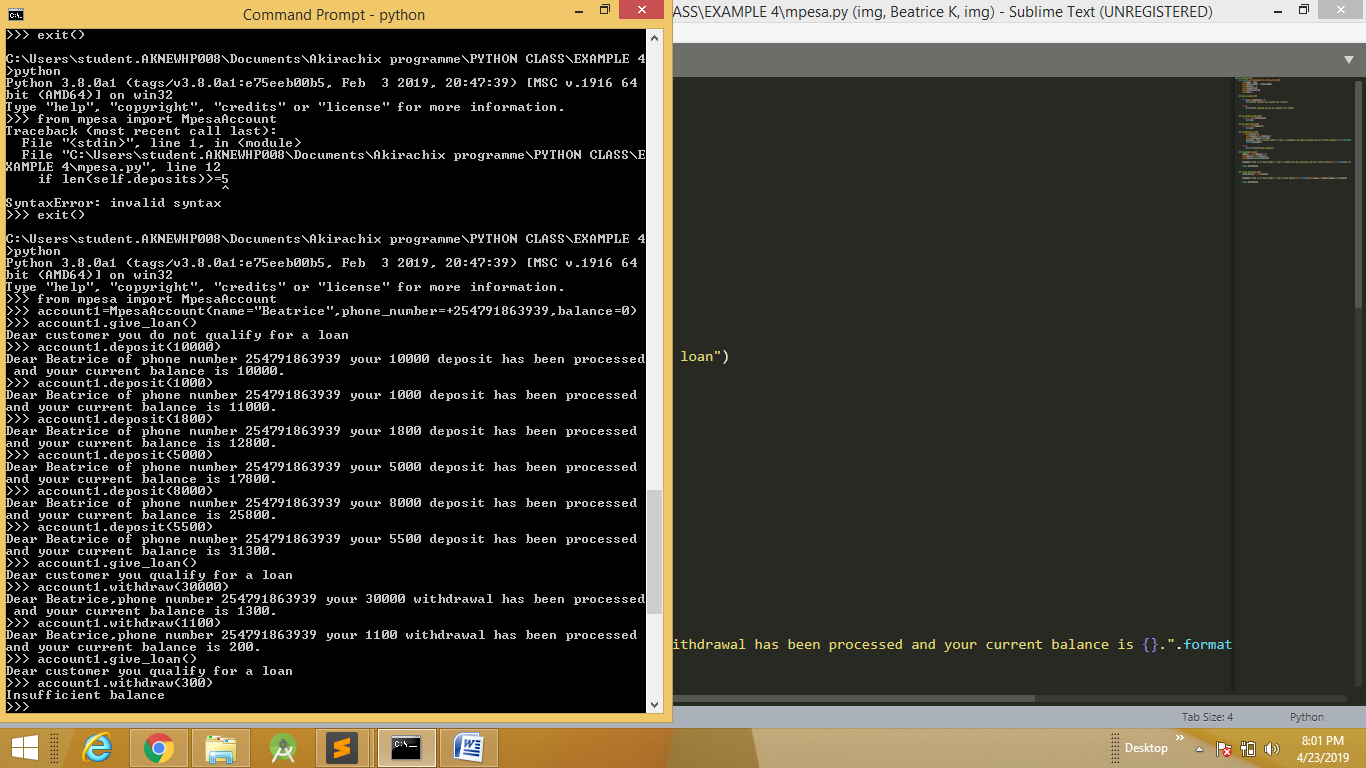 Command Prompt - python
>>> exit()
C:\Users\student.AKNEWHP008\Documents\Akirachix programme\PYTHON CLASS\EXAMPLE 4
>python
Python 3.8.0a1 (tags/v3.8.0a1:e75eeb00b5, Feb  3 2019, 20:47:39) [MSC v.1916 64
bit (AMD64)] on win32
Type "help", "copyright", "credits" or "license" for more information.
>>> from mpesa import MpesaAccount
Traceback (most recent call last):
  File "<stdin>", line 1, in <module>
  File "C:\Users\student.AKNEWHP008\Documents\Akirachix programme\PYTHON CLASS\E
XAMPLE 4\mpesa.py", line 12
    if len(self.deposits)>=5
                           ^
SyntaxError: invalid syntax
>>> exit()
C:\Users\student.AKNEWHP008\Documents\Akirachix programme\PYTHON CLASS\EXAMPLE 4
>python
Python 3.8.0a1 (tags/v3.8.0a1:e75eeb00b5, Feb  3 2019, 20:47:39) [MSC v.1916 64
bit (AMD64)] on win32
Type "help", "copyright", "credits" or "license" for more information.
>>> from mpesa import MpesaAccount
>>> account1=MpesaAccount(name="Beatrice",phone_number=+254791863939,balance=0)
>>> account1.give_loan()
Dear customer you do not qualify for a loan
>>> account1.deposit(10000)
Dear Beatrice of phone number 254791863939 your 10000 deposit has been processed
 and your current balance is 10000.
>>> account1.deposit(1000)
Dear Beatrice of phone number 254791863939 your 1000 deposit has been processed
and your current balance is 11000.
>>> account1.deposit(1800)
Dear Beatrice of phone number 254791863939 your 1800 deposit has been processed
and your current balance is 12800.
>>> account1.deposit(5000)
Dear Beatrice of phone number 254791863939 your 5000 deposit has been processed
and your current balance is 17800.
>>> account1.deposit(8000)
Dear Beatrice of phone number 254791863939 your 8000 deposit has been processed
and your current balance is 25800.
>>> account1.deposit(5500)
Dear Beatrice of phone number 254791863939 your 5500 deposit has been processed
and your current balance is 31300.
>>> account1.give_loan()
Dear customer you qualify for a loan
>>> account1.withdraw(30000)
Dear Beatrice,phone number 254791863939 your 30000 withdrawal has been processed
 and your current balance is 1300.
>>> account1.withdraw(1100)
Dear Beatrice,phone number 254791863939 your 1100 withdrawal has been processed
and your current balance is 200.
>>> account1.give_loan()
Dear customer you qualify for a loan
>>> account1.withdraw(300)
Insufficient balance
>>>
ASS\EXAMPLE 4\mpesa.py (img, Beatrice K, img) - Sublime Text (UNREGISTERED)
loan")
ithdrawal has been processed and your current balance is {}.".format
Tab Size: 4
Python
C:\_
Desktop
8:01 PM
4/23/2019